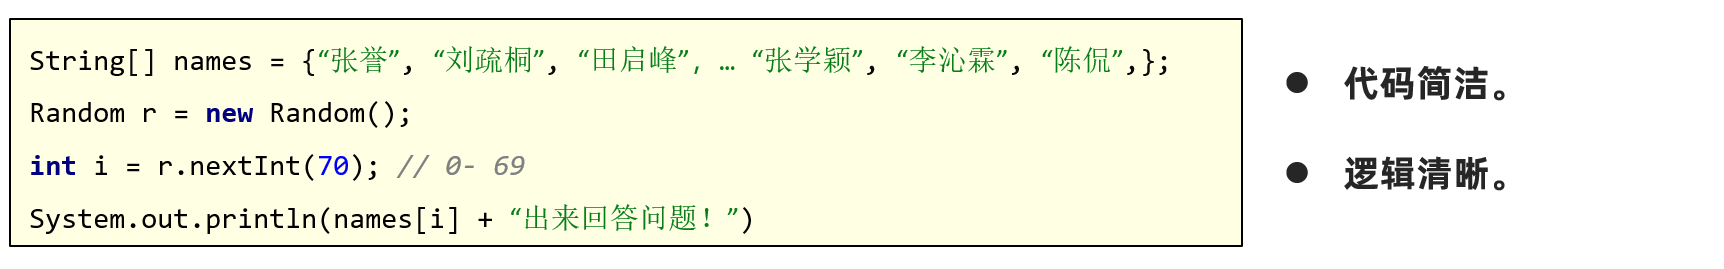 String[] names = {“张誉”, “刘疏桐”, “田启峰”, … “张学颖”, “李沁霖”, “陈侃”,};
Random r = new Random();
int i = r.nextInt(70); // 0- 69
System.out.println(names[i] + “出来回答问题！”)
● 代码简洁。
● 逻辑清晰。